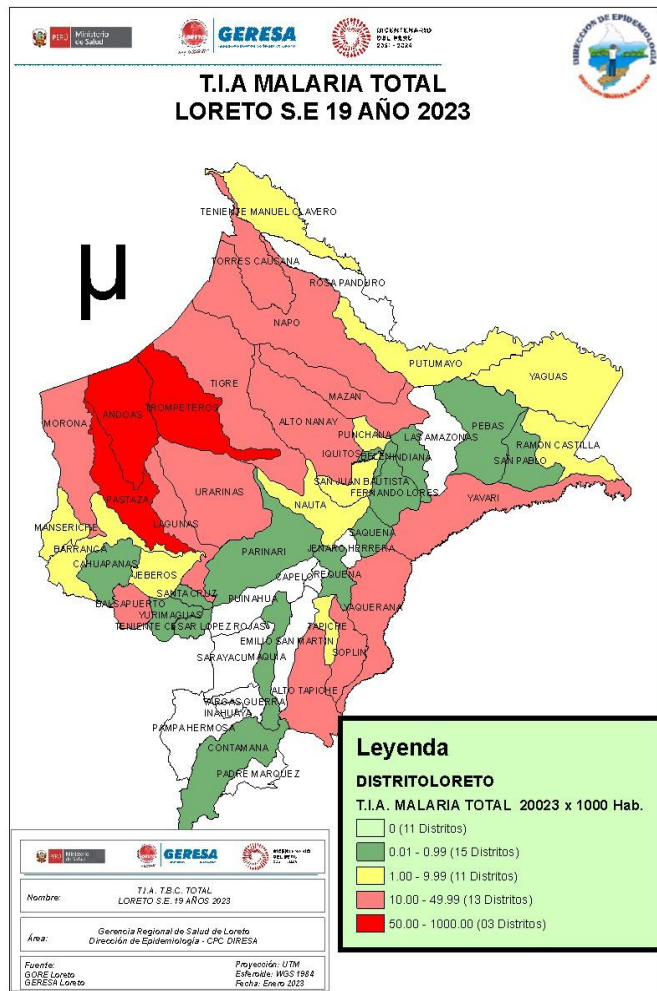 PERÚ
Ministerio
de Salud
GERESA
BICENTENARIO
DEL PERÚ
2021 - 2024
DIRECCION DE EPIDEMIOLOGÍA
T.I.A MALARIA TOTAL
LORETO S.E 19 AÑO 2023
µ
TENIENTE MANUEL CLAVERO
TORRES CAUSANA
ROSA PANDURO
NAPO
PUTUMAYO
YAGUAS
TIGRE
MAZAN
TROMPETEROS
ANDOAS
MORONA
ALTO NANAY
PEBAS
PUNCHANA
LAS AMAZONAS
RAMON CASTILLA
IQUITOS
BELEN
INDIANA
SAN PABLO
SAN JUAN BAUTISTA
FERNANDO LORES
URARINAS
PASTAZA
YAVARI
NAUTA
LAGUNAS
MANSERICHE
SAQUENA
BARRANCA
PARINARI
JENARO HERRERA
CAHUAPANAS
JEBEROS
CAPELO
REQUENA
SANTA CRUZ
PUINAHUA
YAQUERANA
BALSAPUERTO
YURIMAGUAS
TENIENTE CESAR LOPEZ ROJAS
TAPICHE
EMILIO SAN MARTIN
SOPLIN
SARAYACU
MAQUIA
ALTO TAPICHE
VARGAS GUERRA
INAHUAYA
PAMPA HERMOSA
CONTAMANA
PADRE MARQUEZ
Leyenda
DISTRITOLORETO
T.I.A. MALARIA TOTAL 20023 x 1000 Hab.
0 (11 Distritos)
0.01 - 0.99 (15 Distritos)
1.00 - 9.99 (11 Distritos)
10.00 - 49.99 (13 Distritos)
50.00 - 1000.00 (03 Distritos)
PERÚ
Ministerio
de Salud
GERESA
Nombre:
T.I.A. T.B.C. TOTAL
LORETO S.E. 19 AÑOS 2023
Área:
Gerencia Regional de Salud de Loreto
Dirección de Epidemiología - CPC DIRESA
Fuente:
GORE Loreto
GERESA Loreto
Proyección: UTM
Esferoide: WGS 1984
Fecha: Enero 2023